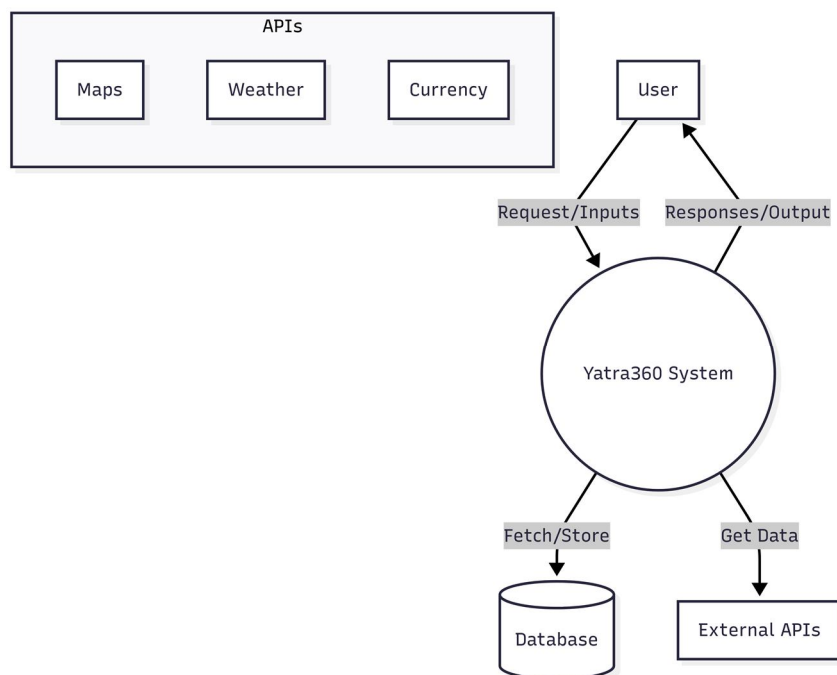 APIs
Maps
Weather
Currency
User
Request/Inputs
Responses/Output
Yatra360 System
Fetch/Store
Get Data
Database
External APIs